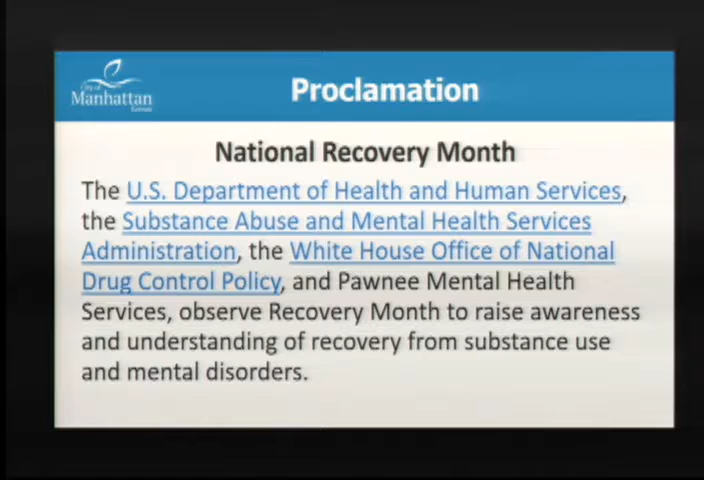 City of
Manhattan
Kansas
Proclamation
National Recovery Month
The U.S. Department of Health and Human Services,
the Substance Abuse and Mental Health Services
Administration, the White House Office of National
Drug Control Policy, and Pawnee Mental Health
Services, observe Recovery Month to raise awareness
and understanding of recovery from substance use
and mental disorders.